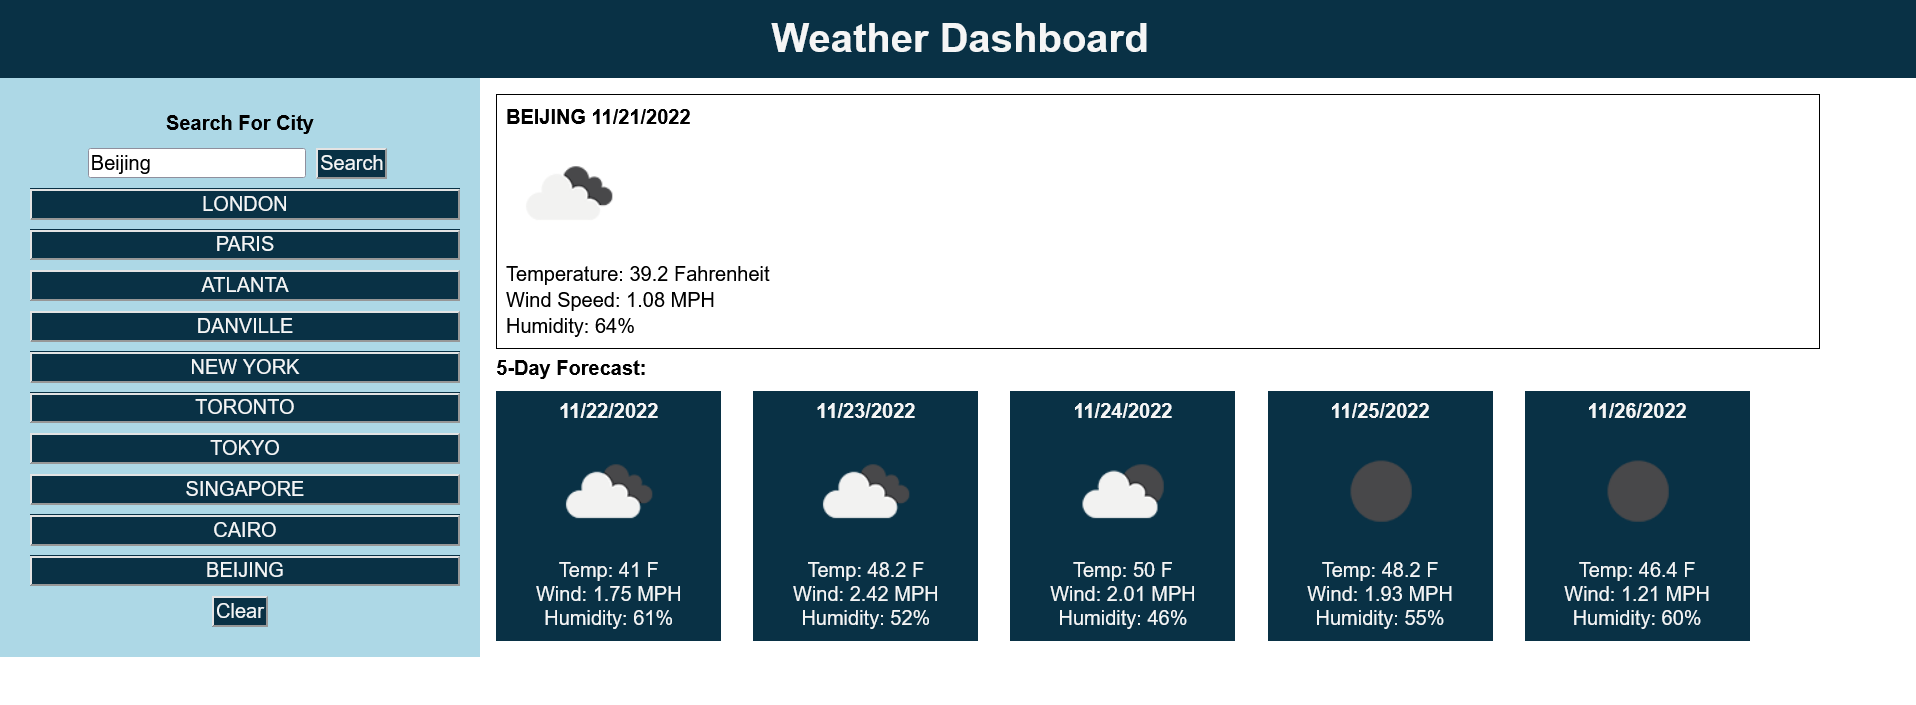 Weather Dashboard
Search For City
Beijing Search
LONDON
PARIS
ATLANTA
DANVILLE
NEW YORK
TORONTO
TOKYO
SINGAPORE
CAIRO
BEIJING
Clear
BEIJING 11/21/2022
Temperature: 39.2 Fahrenheit
Wind Speed: 1.08 MPH
Humidity: 64%
5-Day Forecast:
11/22/2022
Temp: 41 F
Wind: 1.75 MPH
Humidity: 61%
11/23/2022
Temp: 48.2 F
Wind: 2.42 MPH
Humidity: 52%
11/24/2022
Temp: 50 F
Wind: 2.01 MPH
Humidity: 46%
11/25/2022
Temp: 48.2 F
Wind: 1.93 MPH
Humidity: 55%
11/26/2022
Temp: 46.4 F
Wind: 1.21 MPH
Humidity: 60%